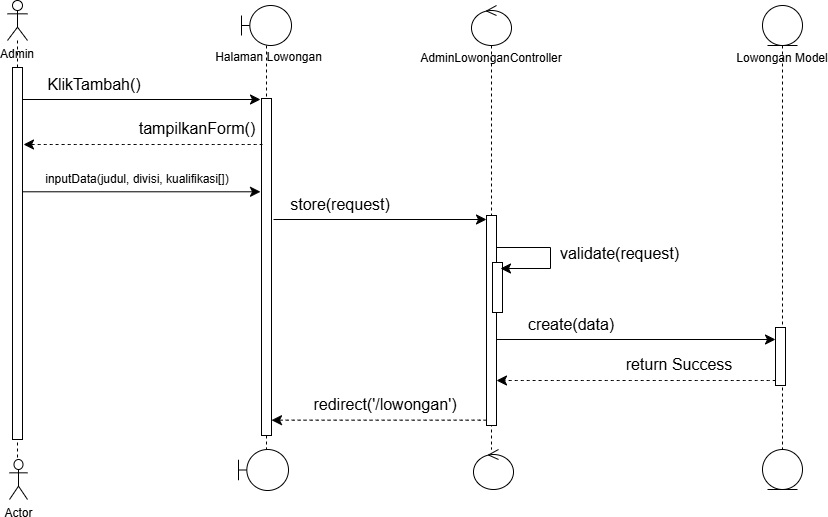 Admin
Halaman Lowongan
AdminLowonganController
Lowongan Model
KlikTambah()
tampilkanForm()
inputData(judul, divisi, kualifikasi[])
store(request)
validate(request)
create(data)
return Success
redirect('/lowongan')
Actor